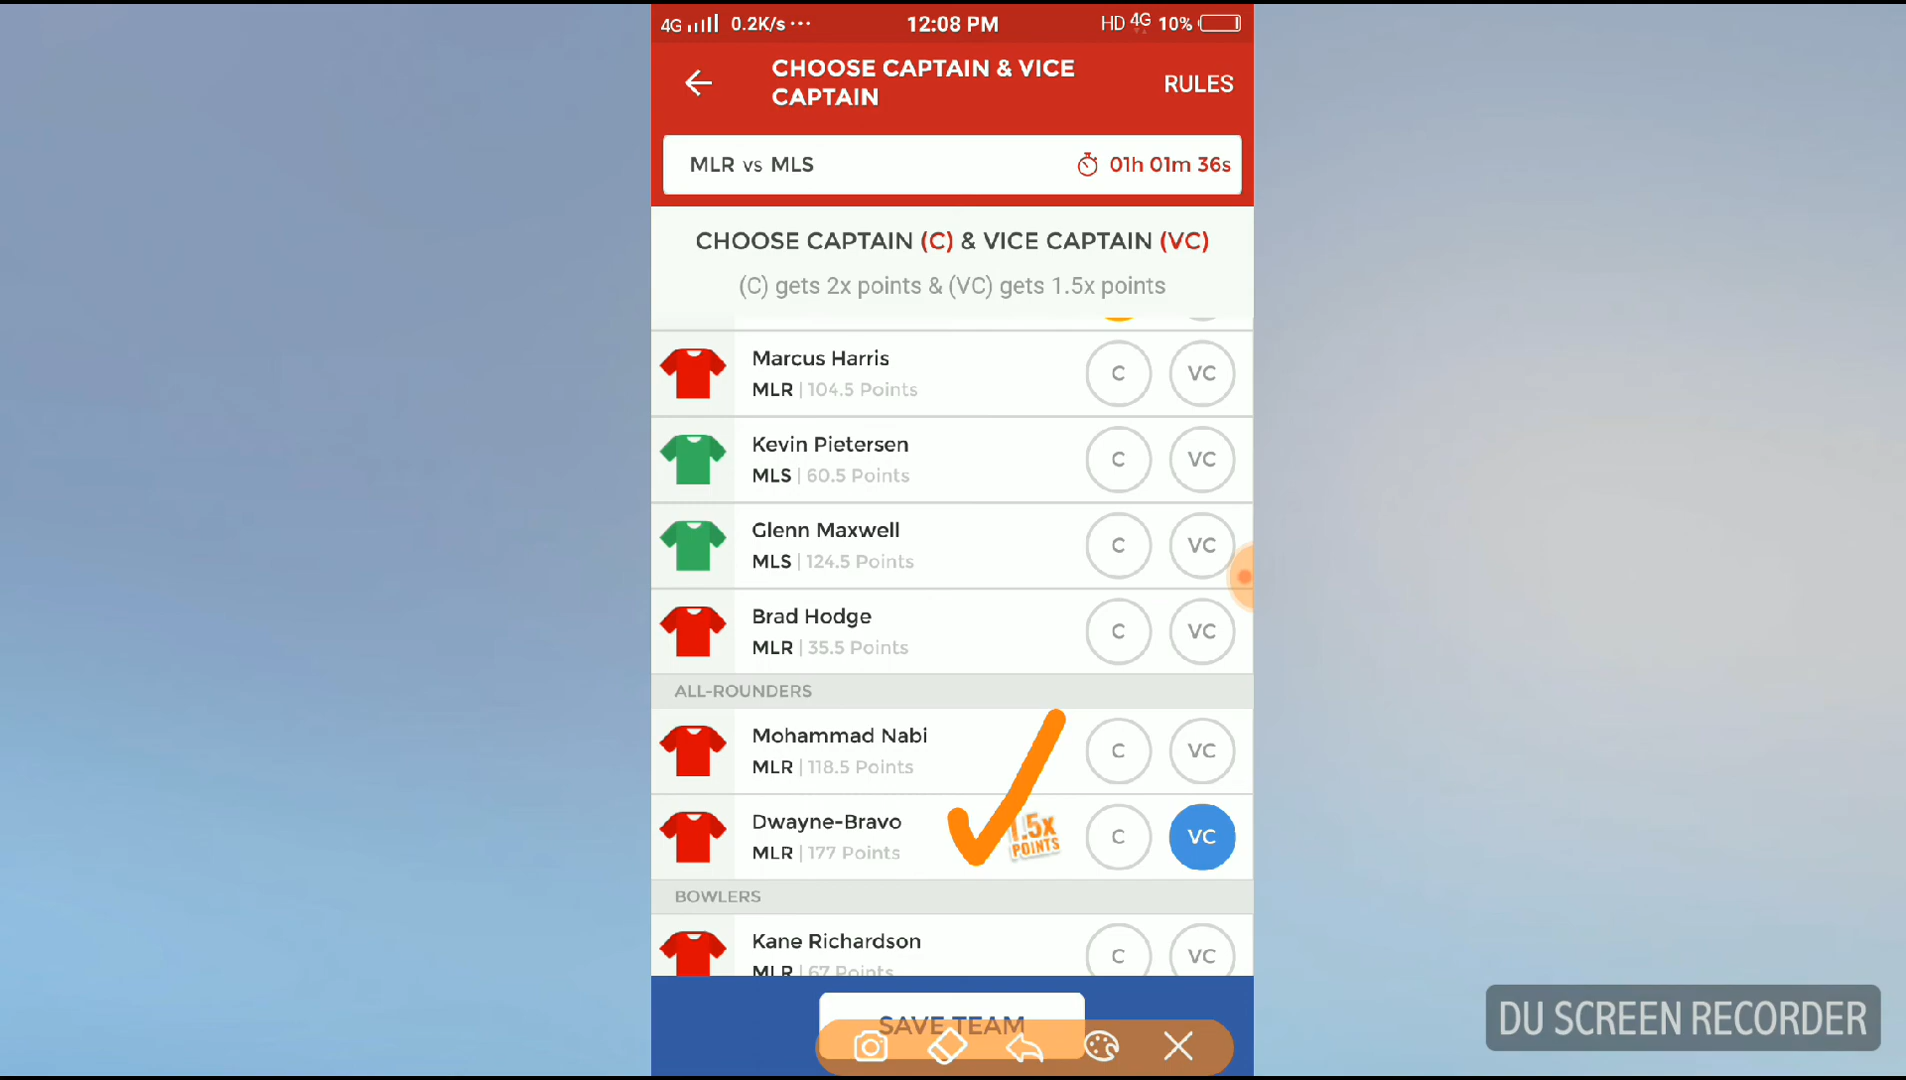 4G 0.2K/s ... 12:08 PM HD 4G 10%
CHOOSE CAPTAIN & VICE CAPTAIN
RULES
MLR vs MLS 01h 01m 36s
CHOOSE CAPTAIN (C) & VICE CAPTAIN (VC)
(C) gets 2x points & (VC) gets 1.5x points
Marcus Harris
MLR | 104.5 Points
C VC
Kevin Pietersen
MLS | 60.5 Points
C VC
Glenn Maxwell
MLS | 124.5 Points
C VC
Brad Hodge
MLR | 35.5 Points
C VC
ALL-ROUNDERS
Mohammad Nabi
MLR | 118.5 Points
C VC
Dwayne-Bravo
MLR | 177 Points
1.5x
POINTS
C VC
BOWLERS
Kane Richardson
MLR | 67 Points
C VC
SAVE TEAM
DU SCREEN RECORDER